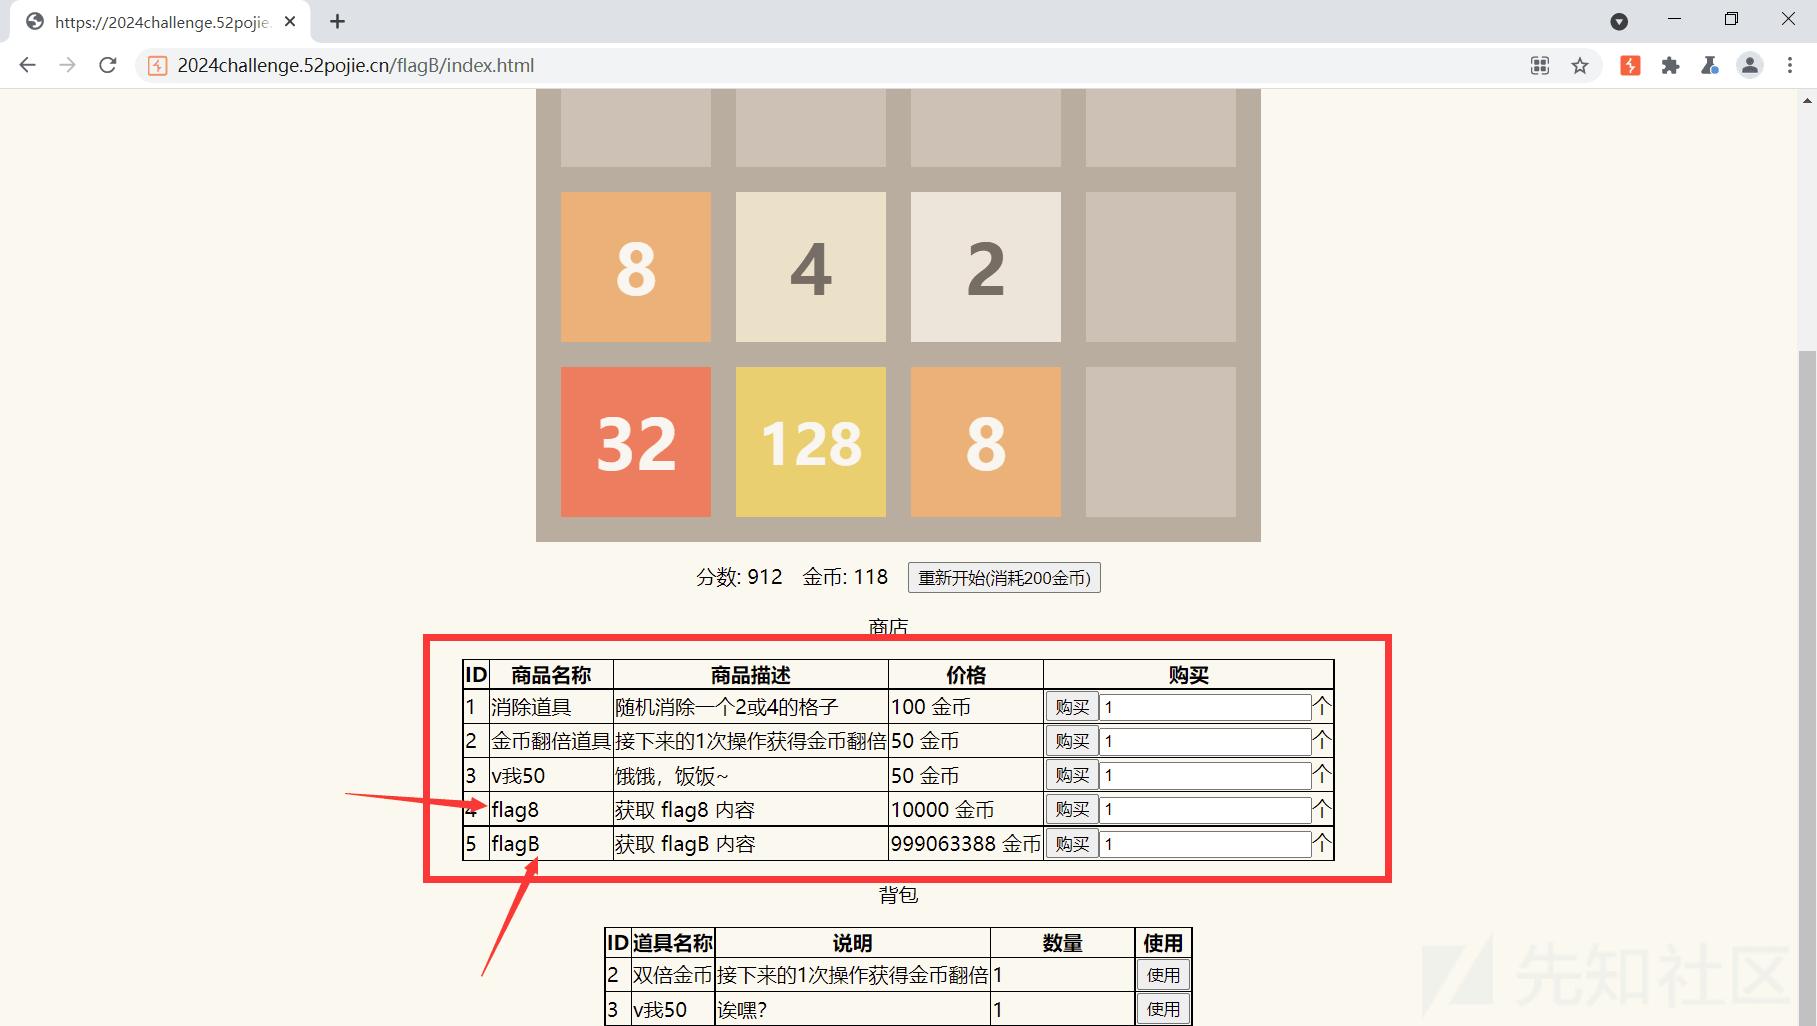 https://2024challenge.52pojie.
2024challenge.52pojie.cn/flagB/index.html
8 4 2
32 128 8
分数: 912 金币: 118 重新开始(消耗200金币)
商店
ID 商品名称 商品描述 价格 购买
1 消除道具 随机消除一个2或4的格子 100 金币 购买 1 个
2 金币翻倍道具 接下来的1次操作获得金币翻倍 50 金币 购买 1 个
3 v我50 饿饿，饭饭~ 50 金币 购买 1 个
4 flag8 获取 flag8 内容 10000 金币 购买 1 个
5 flagB 获取 flagB 内容 999063388 金币 购买 1 个
背包
ID 道具名称 说明 数量 使用
2 双倍金币 接下来的1次操作获得金币翻倍 1 使用
3 v我50 诶嘿? 1 使用
先知社区